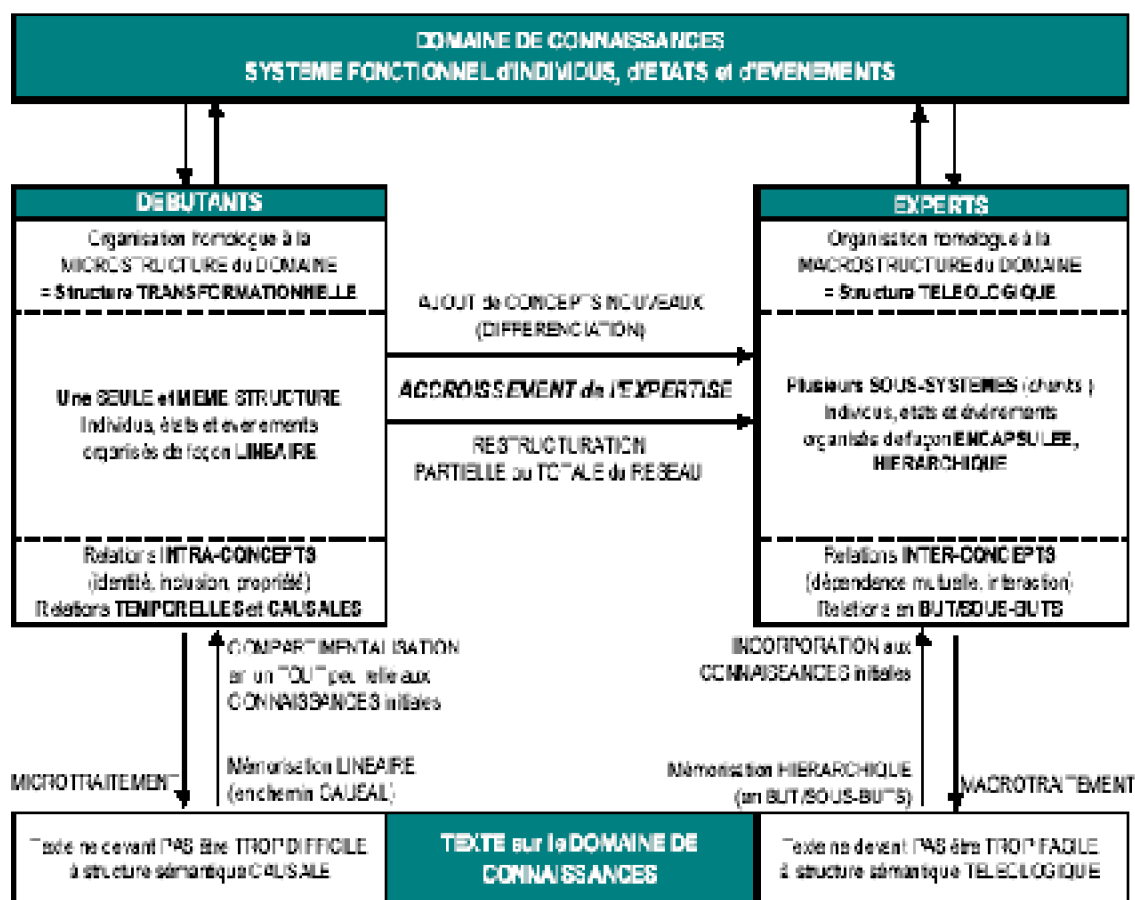 DOMAINE DE CONNAISSANCES
SYSTEME FONCTIONNEL d'INDIVIDUS, d'ETATS et d'EVENEMENTS
DEBUTANTS
Organisation homologue à la
MICROSTRUCTURE du DOMAINE
= Structure TRANSFORMATIONNELLE
Une SEULE et MEME STRUCTURE
Individus, états et evenements
organisés de façon LINEAIRE
Relations INTRA-CONCEPTS
(identité, inclusion, propriété)
Relations TEMPORELLES et CAUSALES
AJOUT de CONCEPTS NOUVEAUX
(DIFFERENCIATION)
ACCROISSEMENT de l'EXPERTISE
RESTRUCTURATION
PARTIELLE ou TOTALE du RESEAU
EXPERTS
Organisation homologue à la
MACROSTRUCTURE du DOMAINE
= Structure TELEOLOGIQUE
Plusieurs SOUS-SYSTEMES (chunks)
Individus, états et événements
organisés de façon ENCAPSULEE,
HIERARCHIQUE
Relations INTER-CONCEPTS
(dépendance mutuelle, interaction)
Relations en BUT/SOUS-BUTS
COMPARTIMENTALISATION
en un TOUT peu relié aux
CONNAISSANCES initiales
INCORPORATION aux
CONNAISSANCES initiales
MICROTRAITEMENT
Mémorisation LINEAIRE
(en chemin CAUSAL)
Mémorisation HIERARCHIQUE
(en BUT/SOUS-BUTS)
MACROTRAITEMENT
Texte ne devant PAS être TROP DIFFICILE
à structure sémantique CAUSALE
TEXTE sur le DOMAINE DE
CONNAISSANCES
Texte ne devant PAS être TROP FACILE
à structure sémantique TELEOLOGIQUE